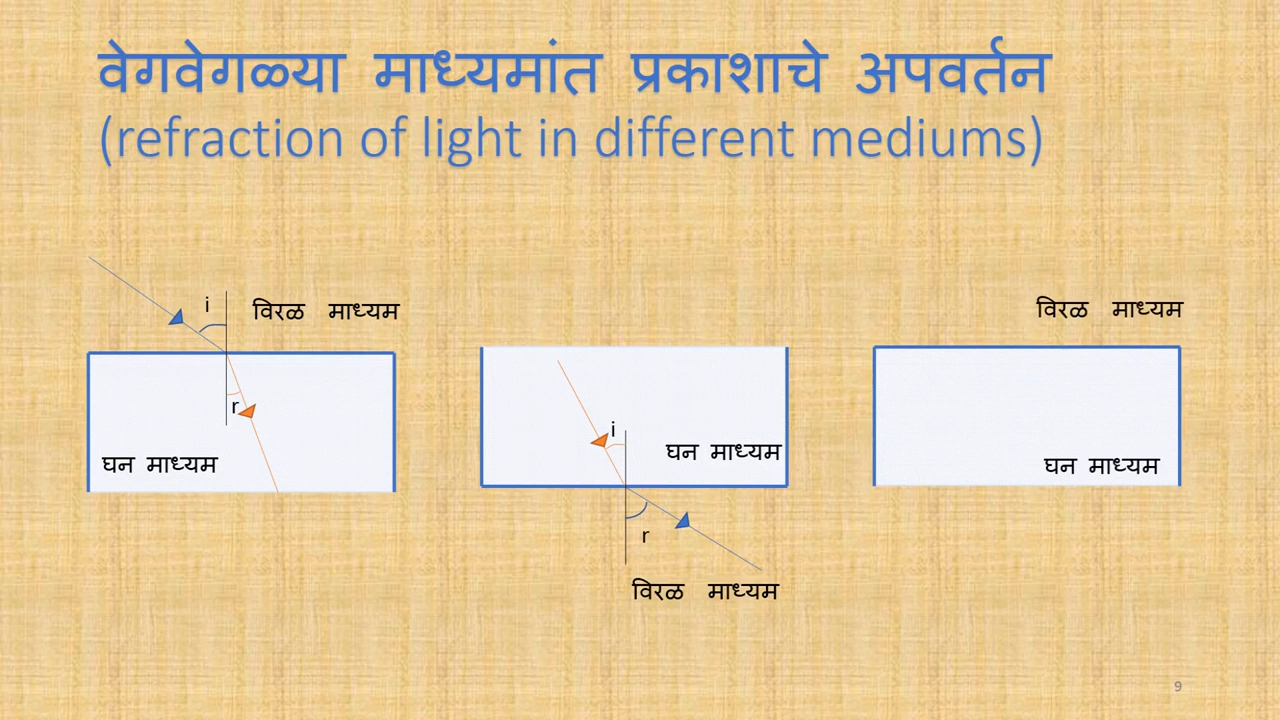 वेगवेगळ्या माध्यमांत प्रकाशाचे अपवर्तन
(refraction of light in different mediums)
i
विरळ माध्यम
r
घन माध्यम
i
घन माध्यम
r
विरळ माध्यम
विरळ माध्यम
घन माध्यम
9